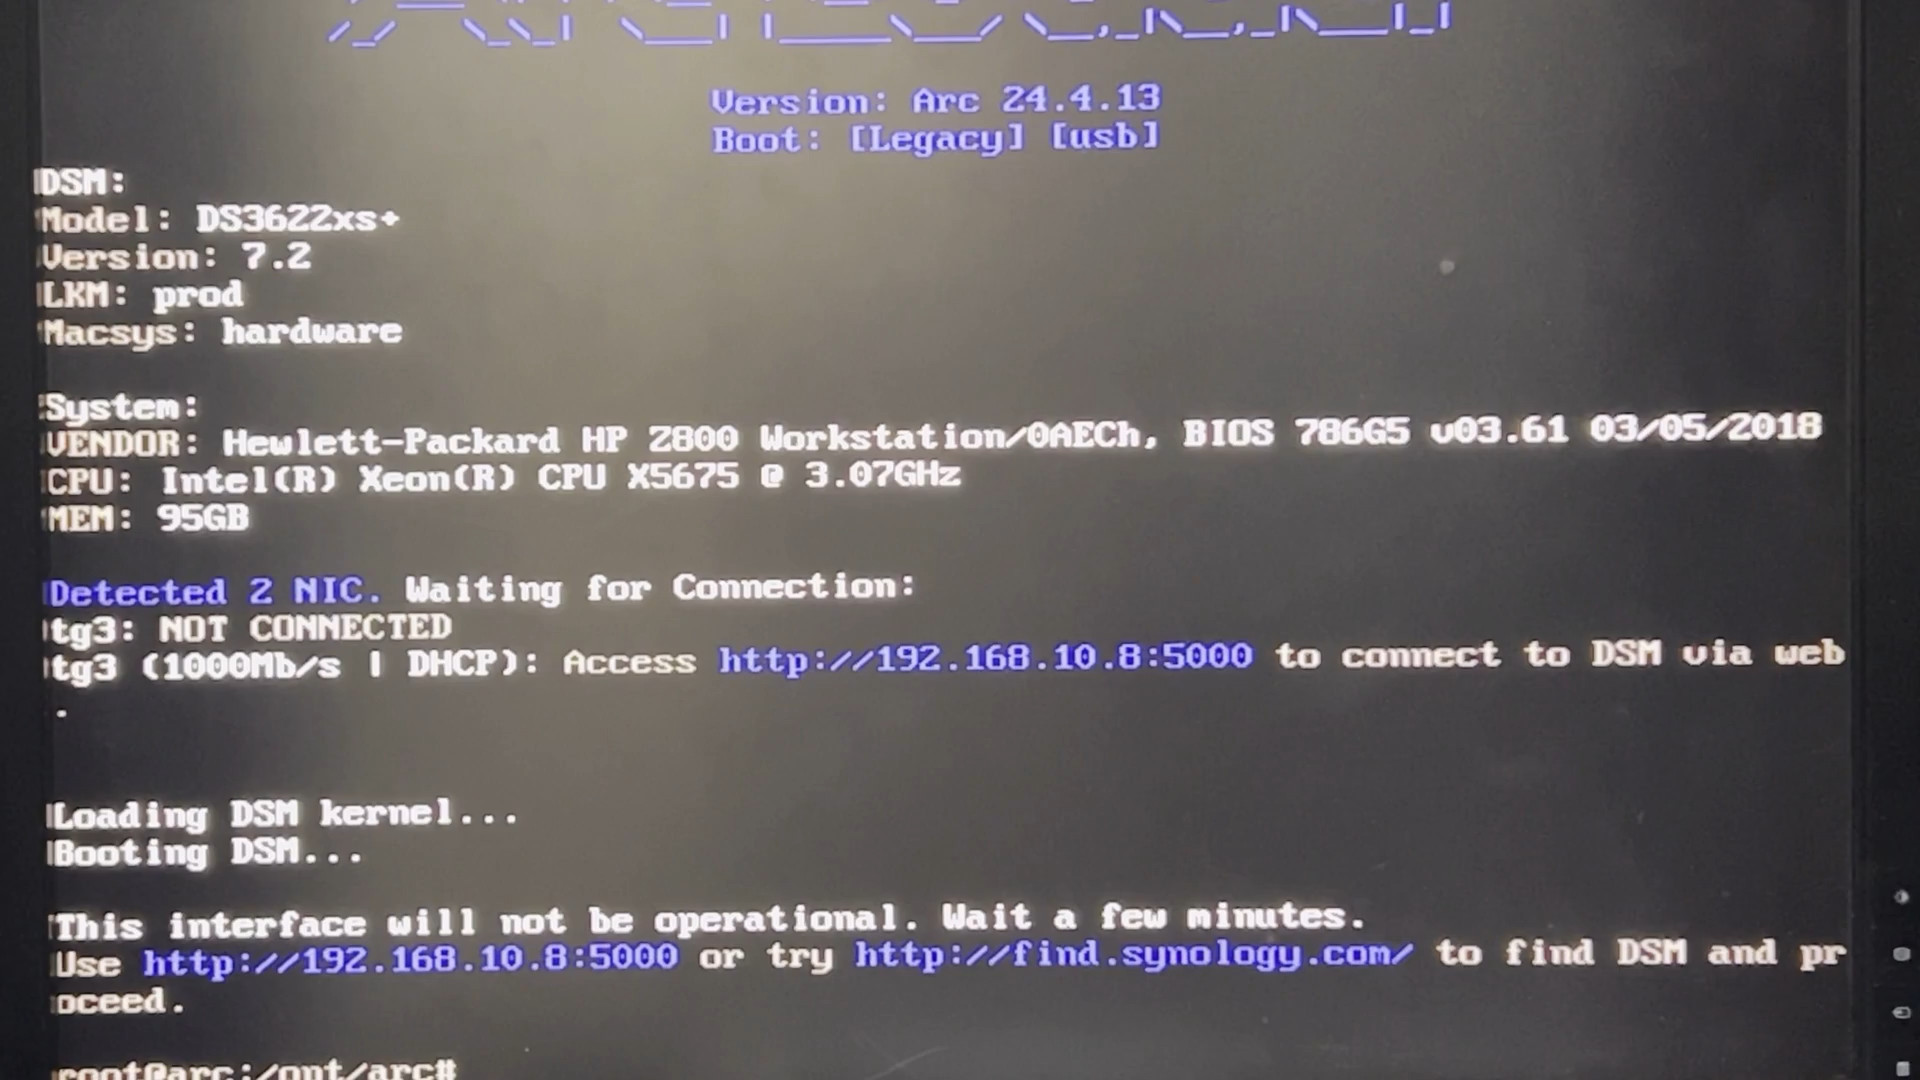 Version: Arc 24.4.13
Boot: [Legacy] [usb]
DSM:
Model: DS3622xs+
Version: 7.2
LKM: prod
Macsys: hardware
System:
VENDOR: Hewlett-Packard HP Z800 Workstation/0AECh, BIOS 786G5 v03.61 03/05/2018
CPU: Intel(R) Xeon(R) CPU X5675 @ 3.07GHz
MEM: 95GB
Detected 2 NIC. Waiting for Connection:
tg3: NOT CONNECTED
tg3 (1000Mb/s | DHCP): Access http://192.168.10.8:5000 to connect to DSM via web
.
Loading DSM kernel...
Booting DSM...
This interface will not be operational. Wait a few minutes.
Use http://192.168.10.8:5000 or try http://find.synology.com/ to find DSM and pr
oceed.
root@arc:/opt/arc#